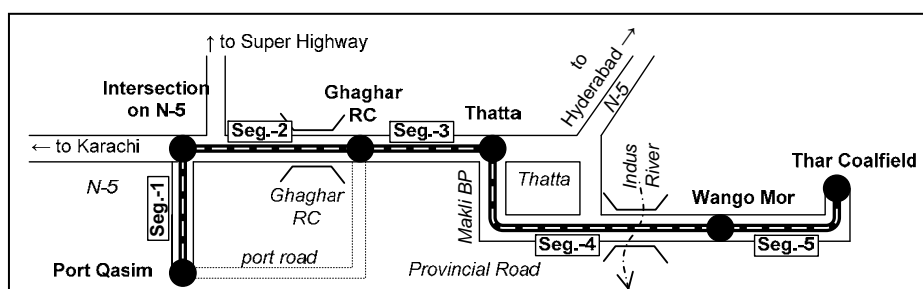 ↑ to Super Highway
to
Hyderabad →
N-5
Intersection
on N-5
Ghaghar
RC
Thatta
Seg.-2
Seg.-3
← to Karachi
N-5
Seg.-1
Ghaghar
RC
Makli BP
Thatta
Indus
River
Thar Coalfield
Wango Mor
Seg.-4
Seg.-5
Port Qasim
port road
Provincial Road